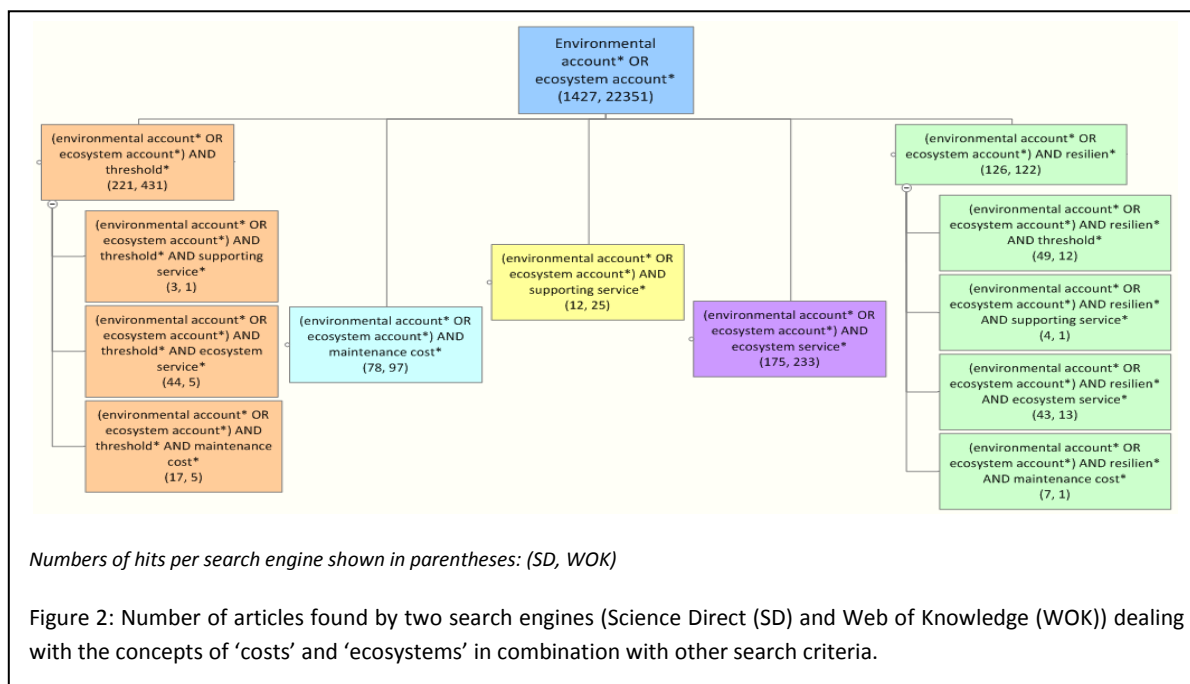 Environmental
account* OR
ecosystem account*
(1427, 22351)
(environmental account* OR
ecosystem account*) AND
threshold*
(221, 431)
(environmental account* OR
ecosystem account*) AND
threshold* AND supporting
service*
(3, 1)
(environmental account* OR
ecosystem account*) AND
threshold* AND ecosystem
service*
(44, 5)
(environmental account* OR
ecosystem account*) AND
threshold* AND maintenance
cost*
(17, 5)
(environmental account* OR
ecosystem account*) AND
maintenance cost*
(78, 97)
(environmental account* OR
ecosystem account*) AND
supporting service*
(12, 25)
(environmental account* OR
ecosystem account*) AND
ecosystem service*
(175, 233)
(environmental account* OR
ecosystem account*) AND resilien*
(126, 122)
(environmental account* OR
ecosystem account*) AND resilien*
AND threshold*
(49, 12)
(environmental account* OR
ecosystem account*) AND resilien*
AND supporting service*
(4, 1)
(environmental account* OR
ecosystem account*) AND resilien*
AND ecosystem service*
(43, 13)
(environmental account* OR
ecosystem account*) AND resilien*
AND maintenance cost*
(7, 1)
Numbers of hits per search engine shown in parentheses: (SD, WOK)
Figure 2: Number of articles found by two search engines (Science Direct (SD) and Web of Knowledge (WOK)) dealing
with the concepts of ‘costs’ and ‘ecosystems’ in combination with other search criteria.